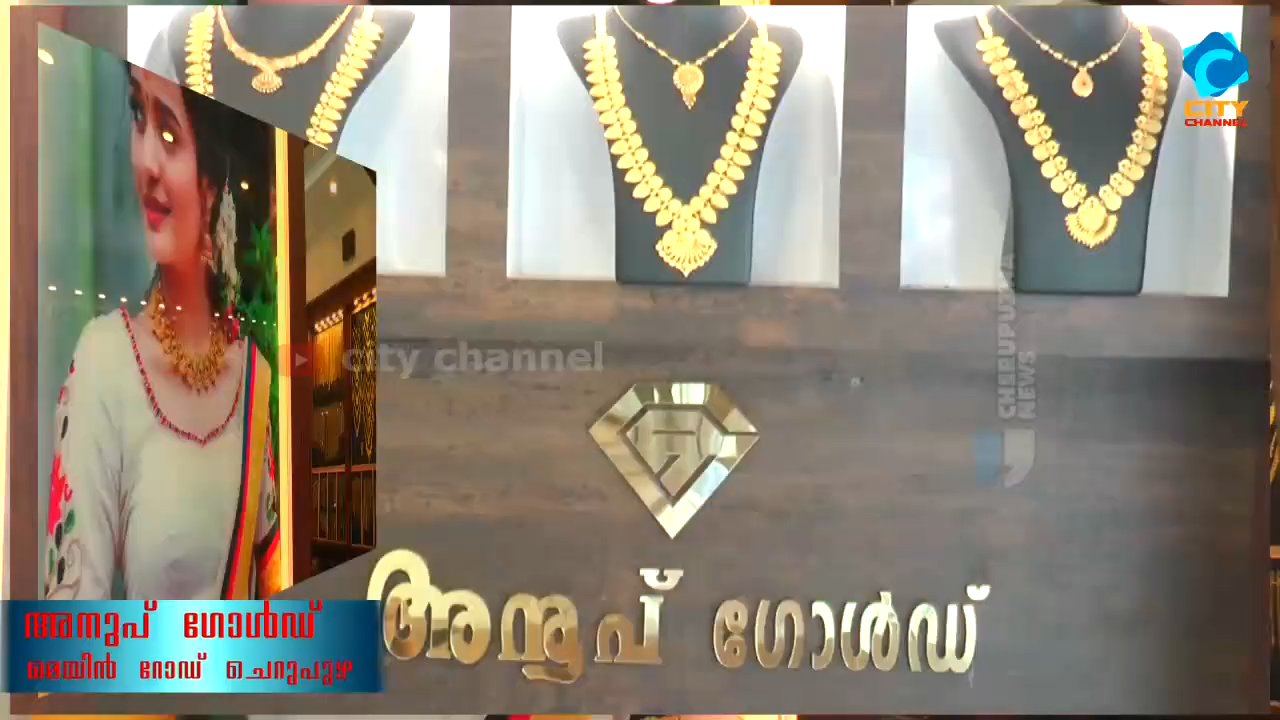 CITY
CHANNEL
city channel
CHERUPUZHA
NEWS
അനൂപ് ഗോൾഡ്
അനുപ് ഗോൾഡ്
മെയിൻ റോഡ് ചെറുപുഴ